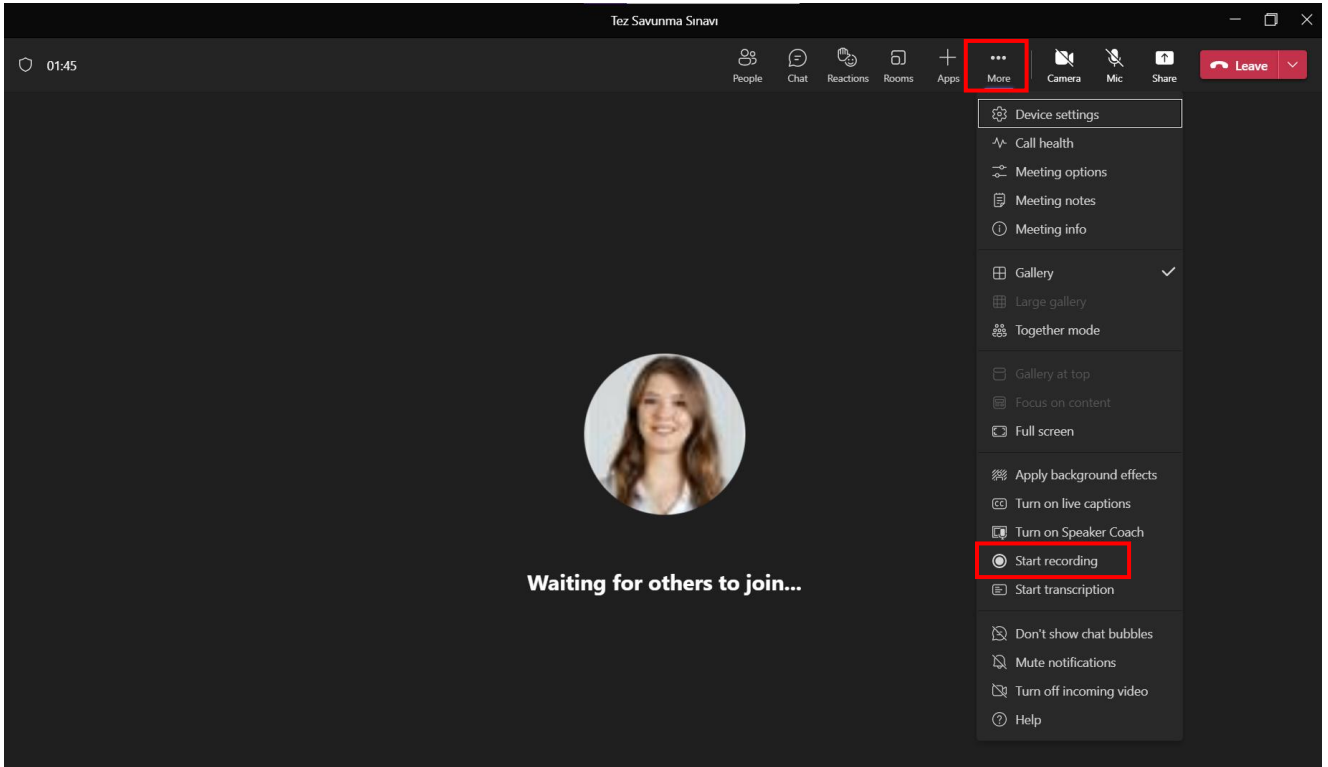 Tez Savunma Sınavı
01:45
People Chat Reactions Rooms Apps More Camera Mic Share Leave
Device settings
Call health
Meeting options
Meeting notes
Meeting info
Gallery
Large gallery
Together mode
Gallery at top
Focus on content
Full screen
Apply background effects
CC Turn on live captions
Turn on Speaker Coach
Start recording
Start transcription
Don't show chat bubbles
Mute notifications
Turn off incoming video
Help
Waiting for others to join...